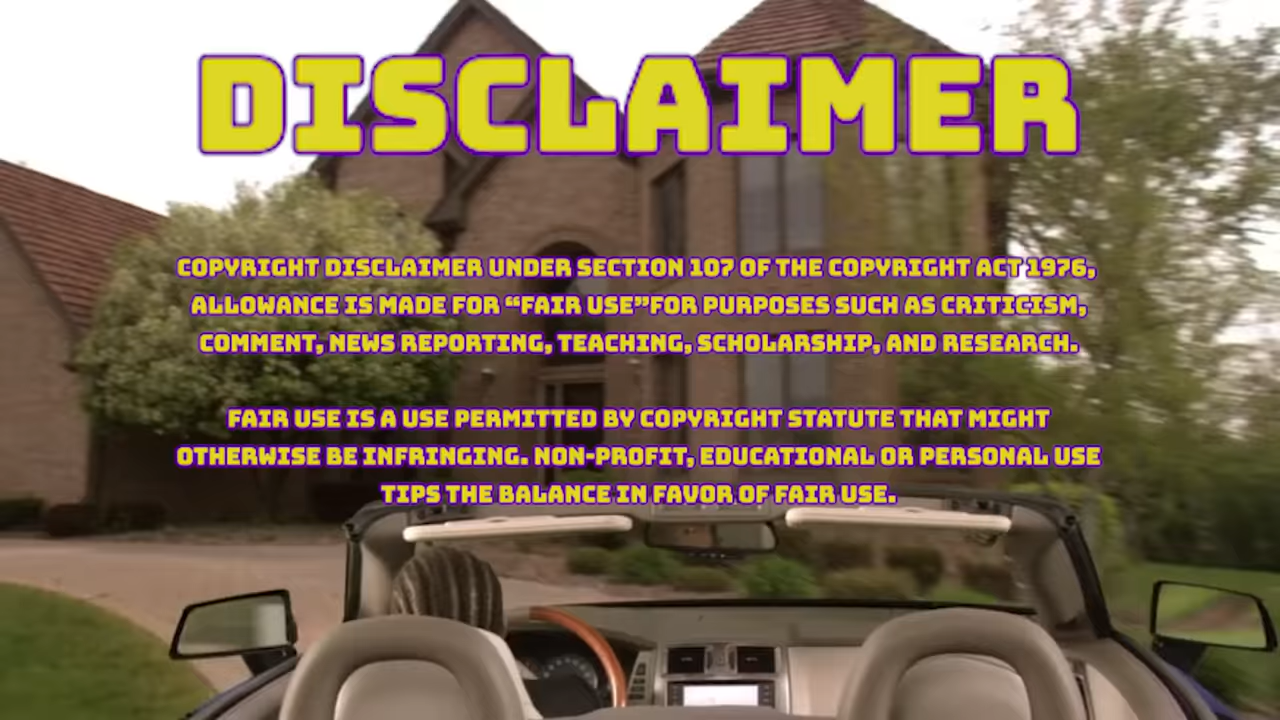 DISCLAIMER
COPYRIGHT DISCLAIMER UNDER SECTION 107 OF THE COPYRIGHT ACT 1976,
ALLOWANCE IS MADE FOR “FAIR USE”FOR PURPOSES SUCH AS CRITICISM,
COMMENT, NEWS REPORTING, TEACHING, SCHOLARSHIP, AND RESEARCH.
FAIR USE IS A USE PERMITTED BY COPYRIGHT STATUTE THAT MIGHT
OTHERWISE BE INFRINGING. NON-PROFIT, EDUCATIONAL OR PERSONAL USE
TIPS THE BALANCE IN FAVOR OF FAIR USE.